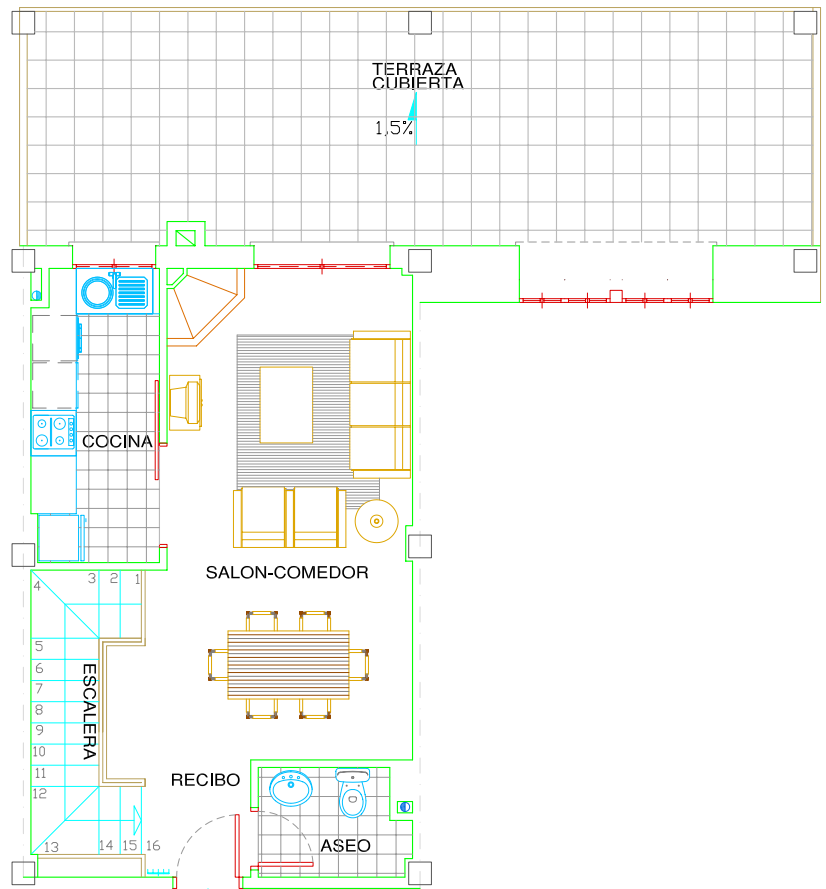 TERRAZA
CUBIERTA
1,5%
COCINA
SALON-COMEDOR
4 3 2 1
5
6
7
8
9
10
11
12
13 14 15 16
ESCALERA
RECIBO
ASEO